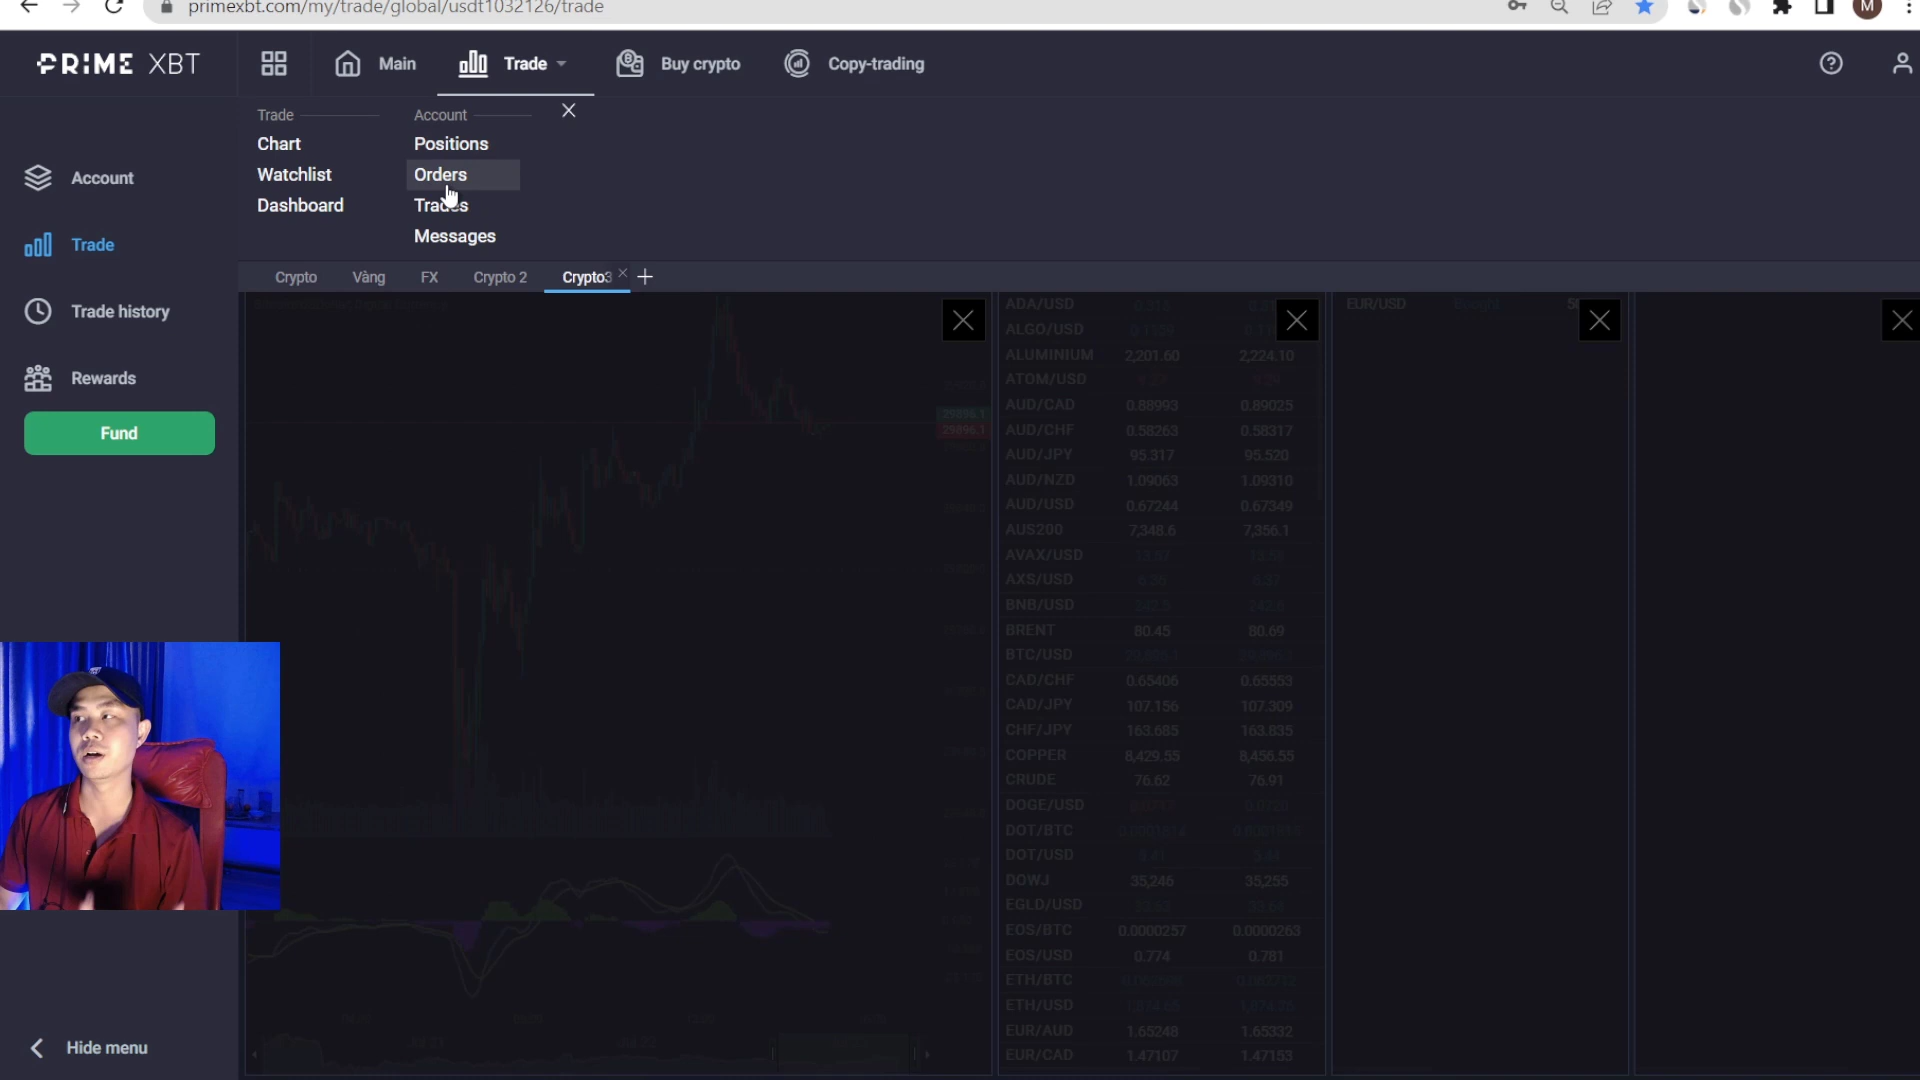 primexbt.com/my/trade/global/usdt1032126/trade
M
PRIME XBT
Main
Trade
Buy crypto
Copy-trading
Trade
Account
Chart
Positions
Watchlist
Orders
Dashboard
Trades
Messages
Account
Trade
Trade history
Rewards
Fund
Hide menu
Crypto
Vàng
FX
Crypto 2
Crypto3
29896.1
29896.1
ADA/USD
ALGO/USD
ALUMINIUM 2,201.60 2,224.10
ATOM/USD
AUD/CAD 0.88993 0.89025
AUD/CHF 0.58263 0.58317
AUD/JPY 95.317 95.520
AUD/NZD 1.09063 1.09310
AUD/USD 0.67244 0.67349
AUS200 7,348.6 7,356.1
AVAX/USD
AXS/USD
BNB/USD
BRENT 80.45 80.69
BTC/USD
CAD/CHF 0.65406 0.65553
CAD/JPY 107.156 107.309
CHF/JPY 163.685 163.835
COPPER 8,429.55 8,456.55
CRUDE 76.62 76.91
DOGE/USD
DOT/BTC
DOT/USD
DOWJ 35,246 35,255
EGLD/USD
EOS/BTC 0.0000257 0.0000263
EOS/USD 0.774 0.781
ETH/BTC
ETH/USD
EUR/AUD 1.65248 1.65332
EUR/CAD 1.47107 1.47153
EUR/USD Bought